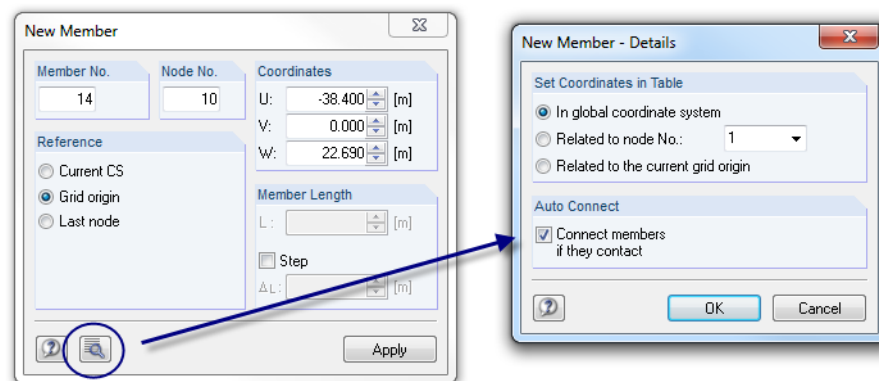 New Member
Member No.
14
Node No.
10
Coordinates
U: -38.400 [m]
V: 0.000 [m]
W: 22.690 [m]
Reference
Current CS
Grid origin
Last node
Member Length
L: [m]
Step
ΔL: [m]
Apply
New Member - Details
Set Coordinates in Table
In global coordinate system
Related to node No.: 1
Related to the current grid origin
Auto Connect
Connect members
if they contact
OK
Cancel